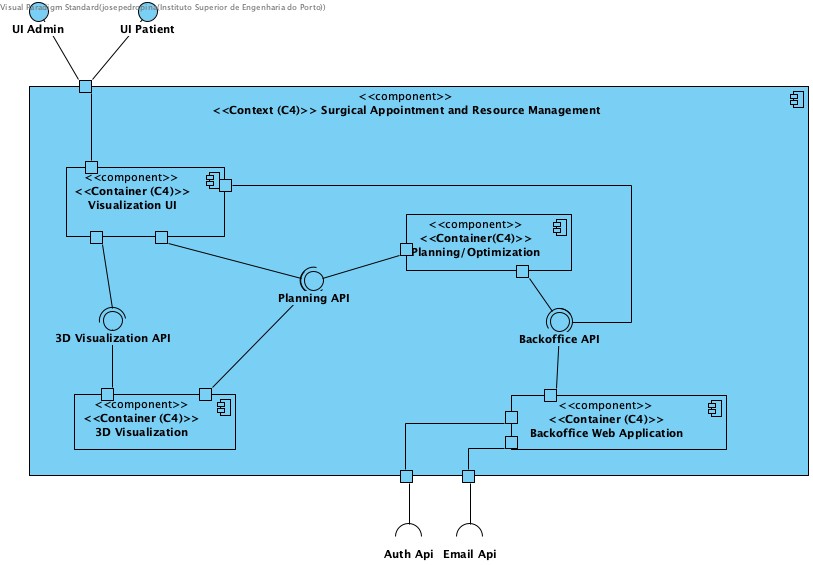 Visual Paradigm Standard(josepedro(Instituto Superior de Engenharia do Porto))
UI Admin
UI Patient
<<component>>
<<Context (C4)>> Surgical Appointment and Resource Management
<<component>>
<<Container (C4)>>
Visualization UI
<<component>>
<<Container(C4)>>
Planning/Optimization
Planning API
3D Visualization API
Backoffice API
<<component>>
<<Container (C4)>>
3D Visualization
<<component>>
<<Container (C4)>>
Backoffice Web Application
Auth Api
Email Api